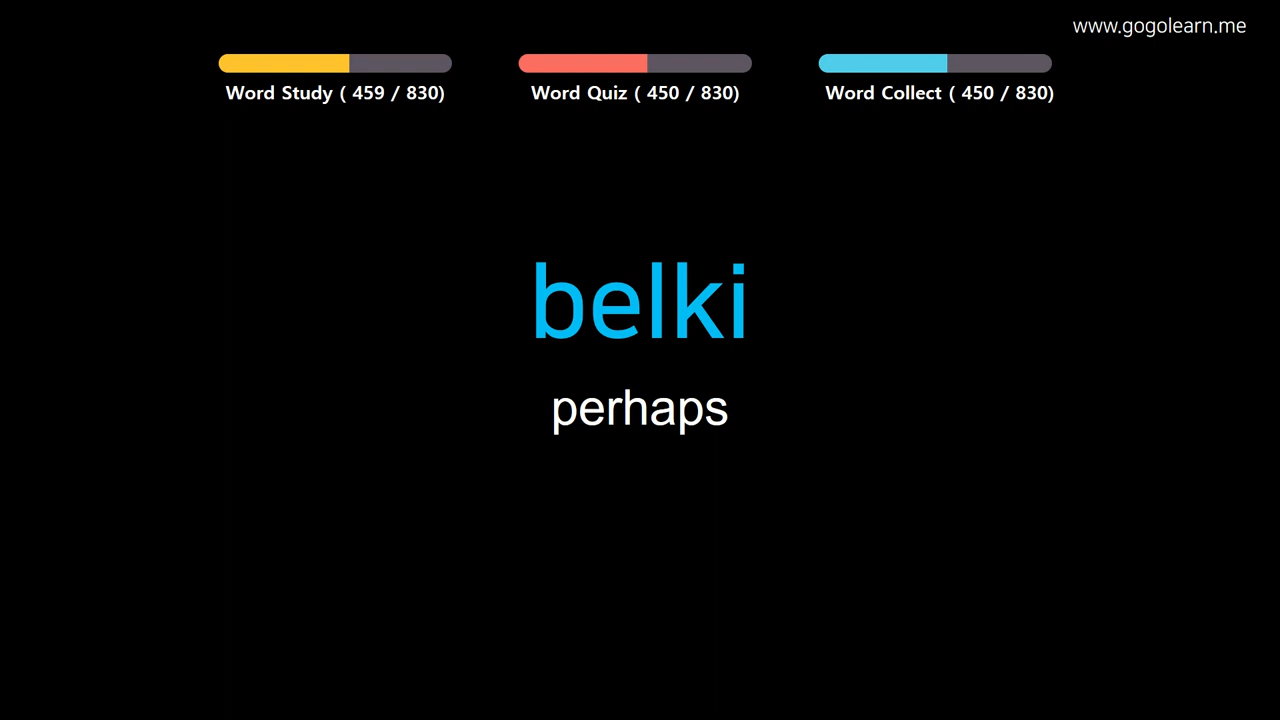 www.gogolearn.me
Word Study ( 459 / 830)
Word Quiz ( 450 / 830)
Word Collect ( 450 / 830)
belki
perhaps